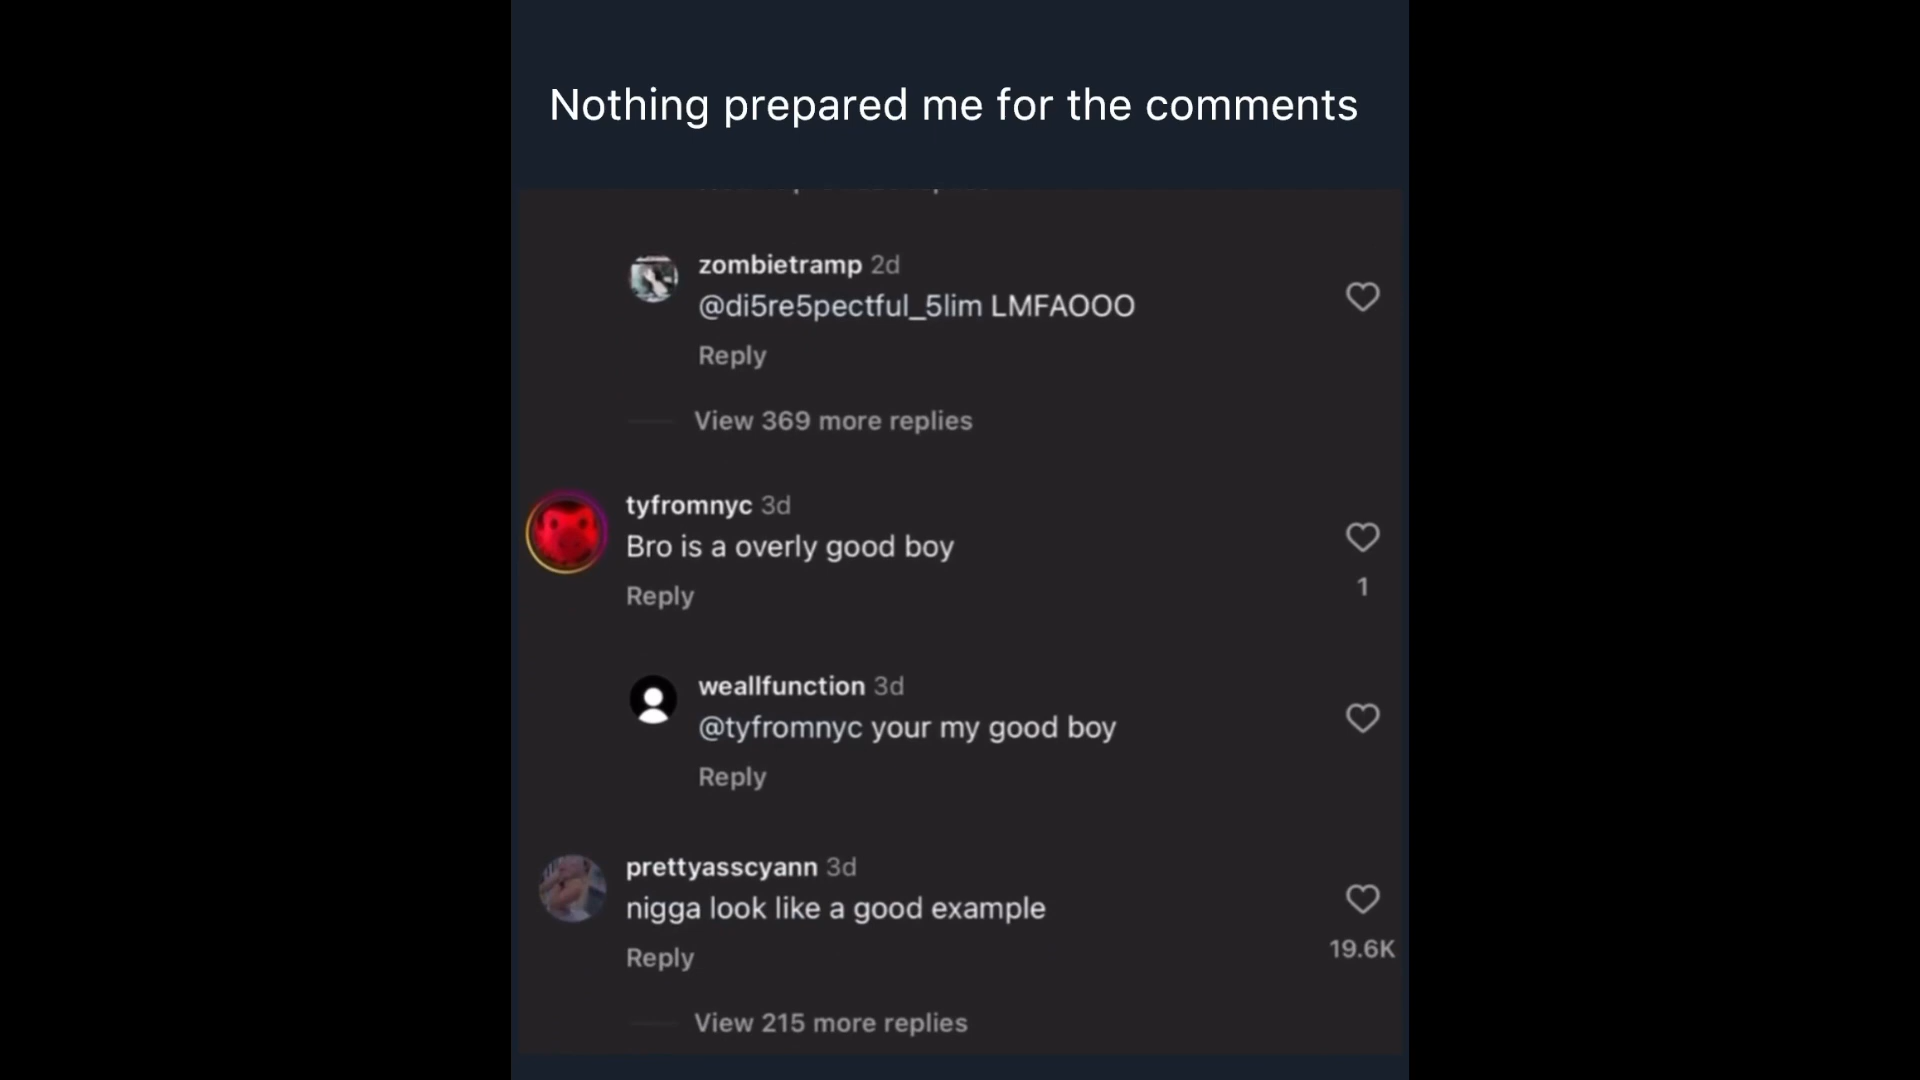 Nothing prepared me for the comments
zombietramp 2d
@di5re5pectful_5lim LMFAOOO
Reply
View 369 more replies
tyfromnyc 3d
Bro is a overly good boy
1
Reply
weallfunction 3d
@tyfromnyc your my good boy
Reply
prettyasscyann 3d
nigga look like a good example
19.6K
Reply
View 215 more replies